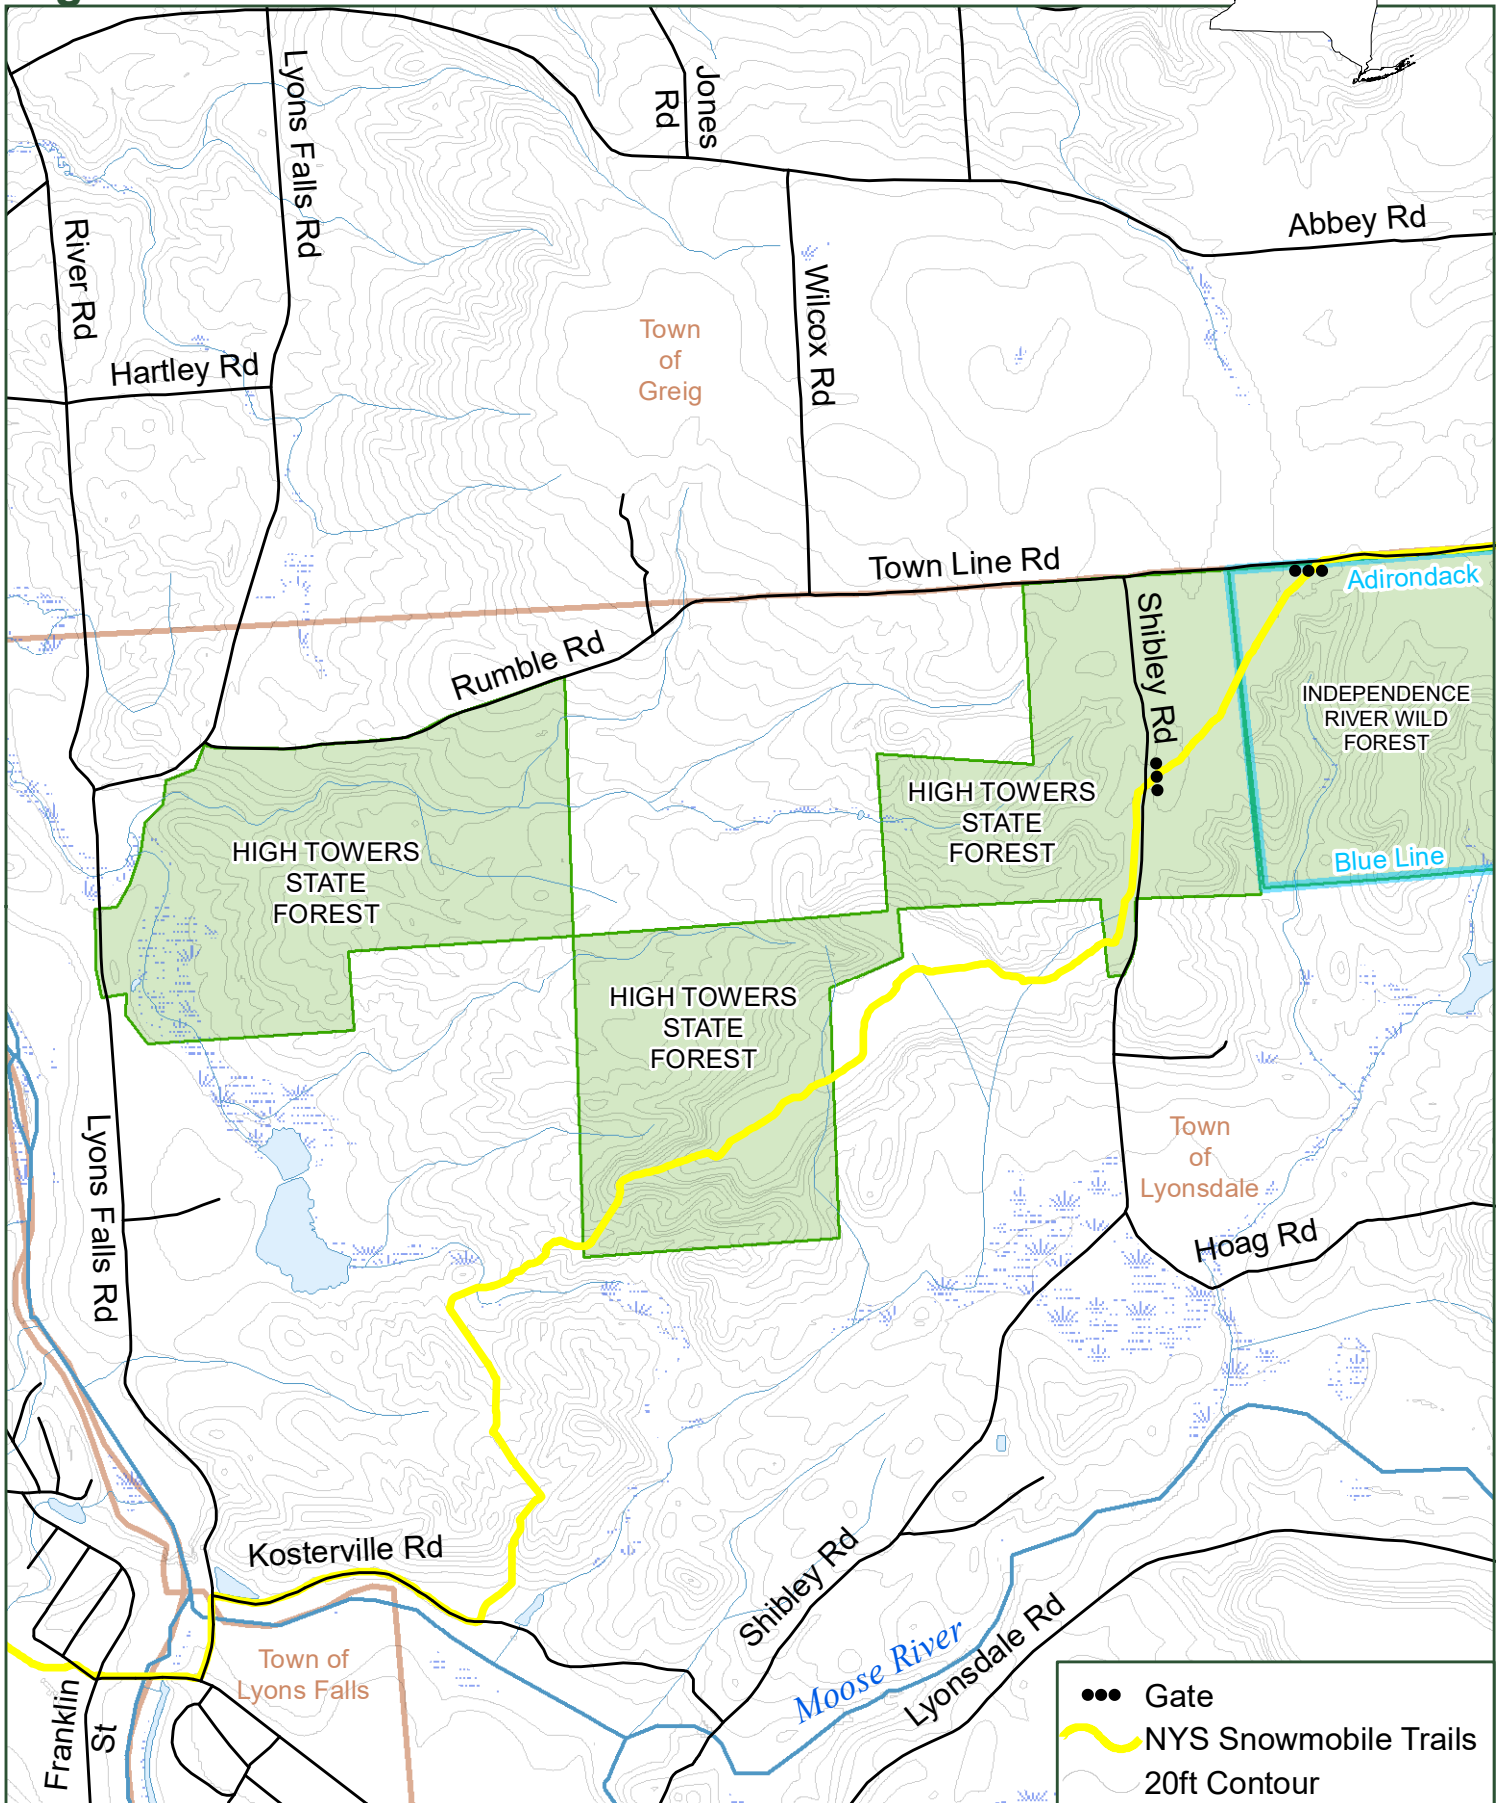 Lyons Falls Rd
Jones
Rd
River Rd
Abbey Rd
Wilcox Rd
Town
of
Greig
Hartley Rd
Town Line Rd
Adirondack
Shibley Rd
Rumble Rd
INDEPENDENCE
RIVER WILD
FOREST
HIGH TOWERS
STATE
FOREST
HIGH TOWERS
STATE
FOREST
Blue Line
HIGH TOWERS
STATE
FOREST
Lyons Falls Rd
Town
of
Lyonsdale
Hoag Rd
Kosterville Rd
Shibley Rd
Moose River
Lyonsdale Rd
Town of
Lyons Falls
Franklin
St
Gate
NYS Snowmobile Trails
20ft Contour